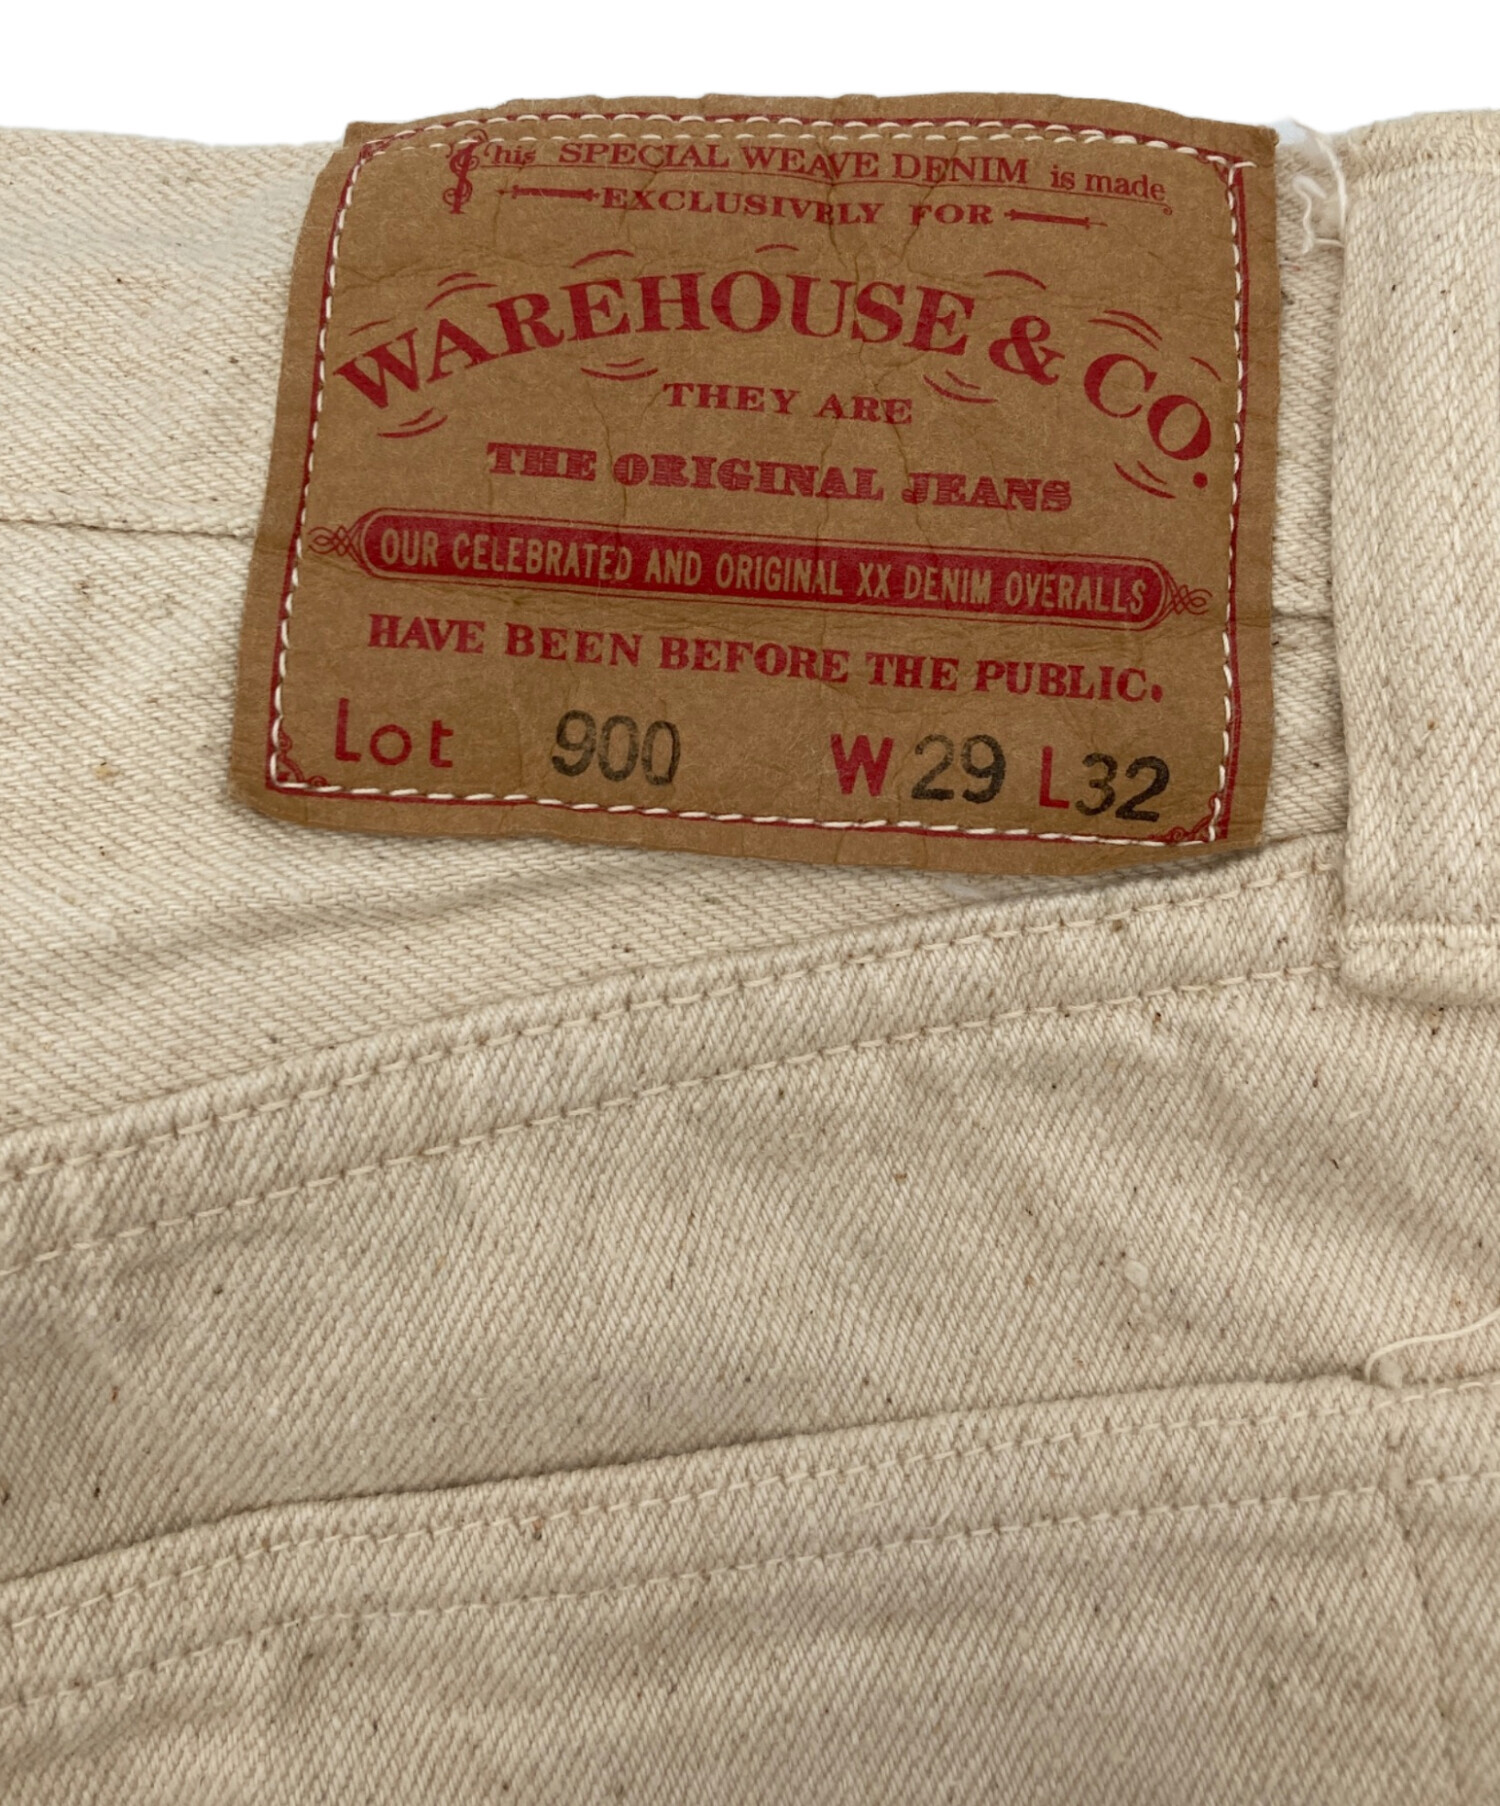 This SPECIAL WEAVE DENIM is made
EXCLUSIVELY FOR
WAREHOUSE & CO.
THEY ARE
THE ORIGINAL JEANS
OUR CELEBRATED AND ORIGINAL XX DENIM OVERALLS
HAVE BEEN BEFORE THE PUBLIC.
Lot 900 W 29 L 32